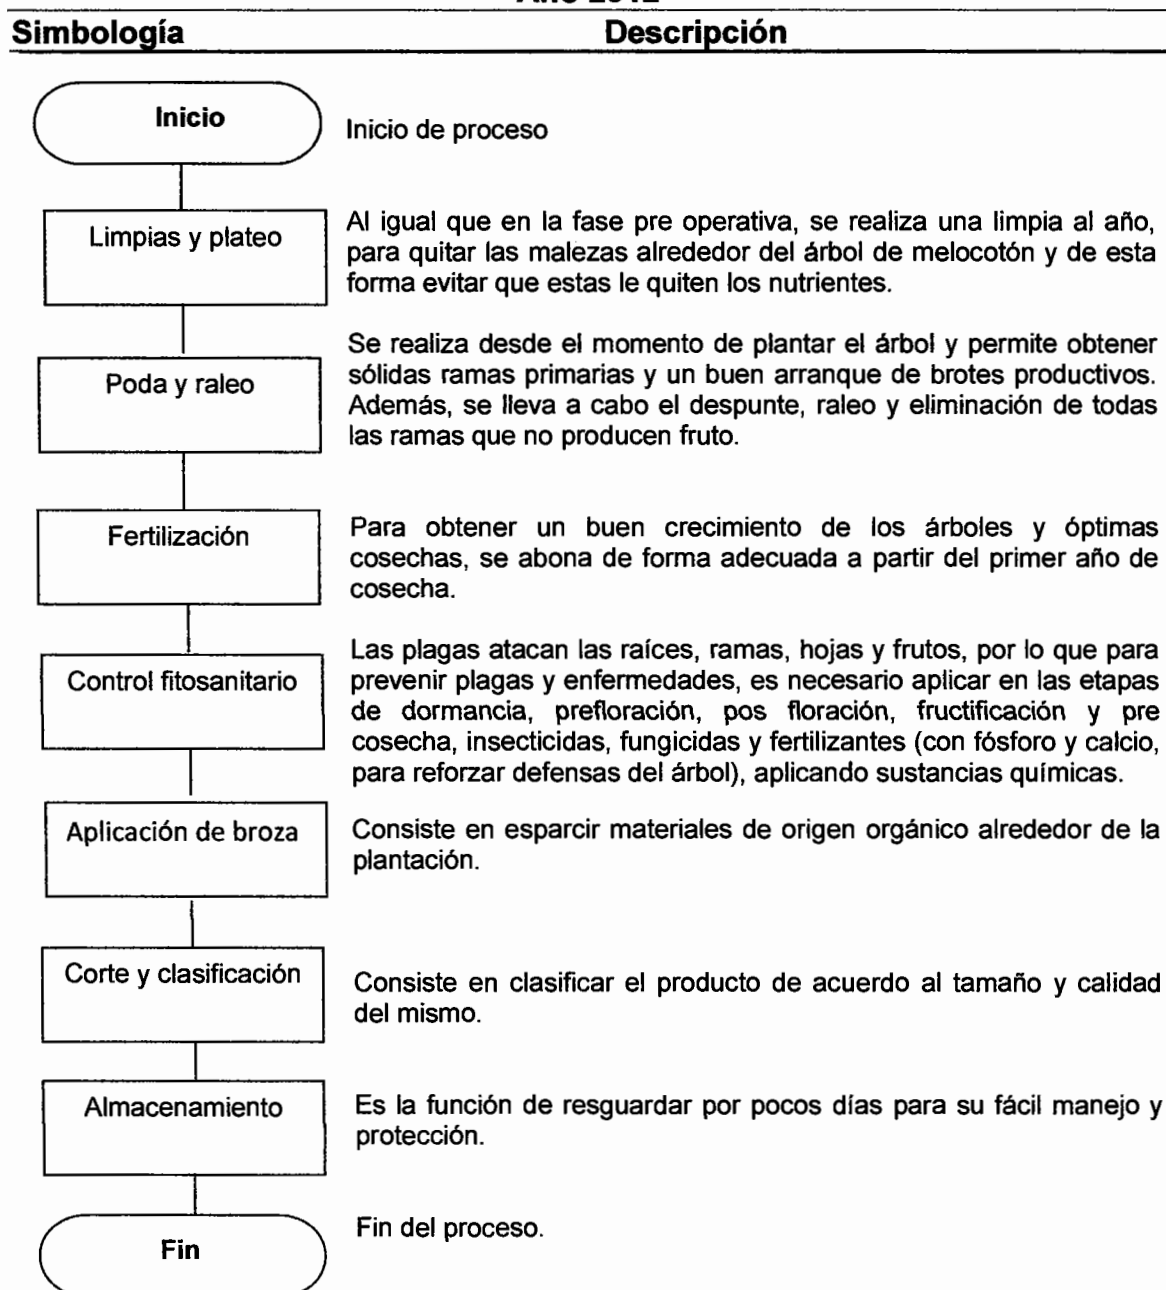 Simbología Descripción
Inicio
Inicio de proceso
Limpias y plateo
Al igual que en la fase pre operativa, se realiza una limpia al año,
para quitar las malezas alrededor del árbol de melocotón y de esta
forma evitar que estas le quiten los nutrientes.
Poda y raleo
Se realiza desde el momento de plantar el árbol y permite obtener
sólidas ramas primarias y un buen arranque de brotes productivos.
Además, se lleva a cabo el despunte, raleo y eliminación de todas
las ramas que no producen fruto.
Fertilización
Para obtener un buen crecimiento de los árboles y óptimas
cosechas, se abona de forma adecuada a partir del primer año de
cosecha.
Control fitosanitario
Las plagas atacan las raíces, ramas, hojas y frutos, por lo que para
prevenir plagas y enfermedades, es necesario aplicar en las etapas
de dormancia, prefloración, pos floración, fructificación y pre
cosecha, insecticidas, fungicidas y fertilizantes (con fósforo y calcio,
para reforzar defensas del árbol), aplicando sustancias químicas.
Aplicación de broza
Consiste en esparcir materiales de origen orgánico alrededor de la
plantación.
Corte y clasificación
Consiste en clasificar el producto de acuerdo al tamaño y calidad
del mismo.
Almacenamiento
Es la función de resguardar por pocos días para su fácil manejo y
protección.
Fin
Fin del proceso.